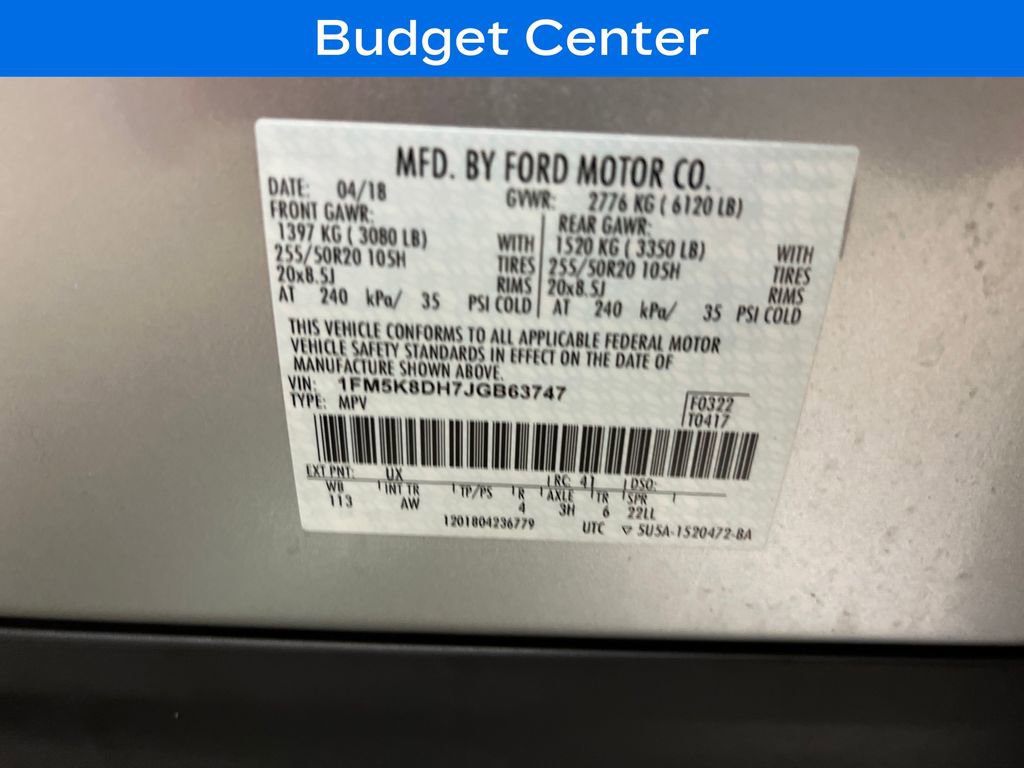 Budget Center
MFD. BY FORD MOTOR CO.
DATE: 04/18 GVWR: 2776 KG ( 6120 LB)
FRONT GAWR: REAR GAWR:
1397 KG ( 3080 LB) WITH 1520 KG ( 3350 LB) WITH
255/50R20 105H TIRES 255/50R20 105H TIRES
20x8.5J RIMS 20x8.5J RIMS
AT 240 kPa/ 35 PSI COLD AT 240 kPa/ 35 PSI COLD
THIS VEHICLE CONFORMS TO ALL APPLICABLE FEDERAL MOTOR
VEHICLE SAFETY STANDARDS IN EFFECT ON THE DATE OF
MANUFACTURE SHOWN ABOVE.
VIN: 1FM5K8DH7JGB63747
TYPE: MPV
F0322
T0417
EXT PNT: UX RC: 41 DSO:
WB INT TR TP/PS R AXLE TR SPR
113 AW 4 3H 6 22LL
1201804236779 UTC ▽ 5U5A-1520472-BA